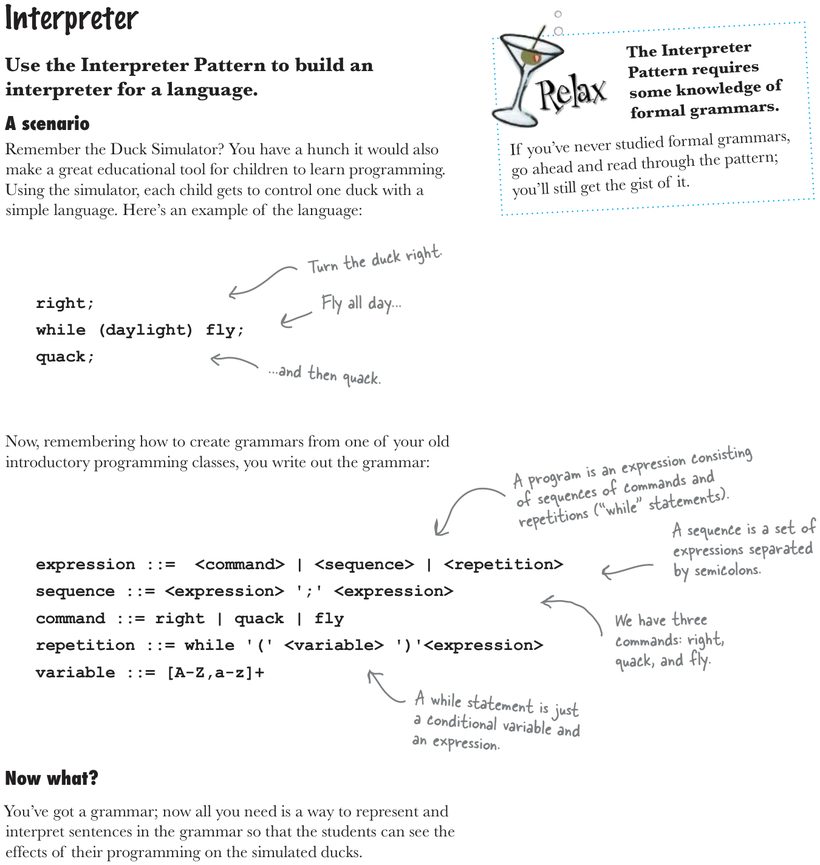 Interpreter
Use the Interpreter Pattern to build an
interpreter for a language.
A scenario
Remember the Duck Simulator? You have a hunch it would also
make a great educational tool for children to learn programming.
Using the simulator, each child gets to control one duck with a
simple language. Here's an example of the language:
Relax
The Interpreter
Pattern requires
some knowledge of
formal grammars.
If you've never studied formal grammars,
go ahead and read through the pattern;
you'll still get the gist of it.
Turn the duck right.
right;
Fly all day...
while (daylight) fly;
quack;
...and then quack.
Now, remembering how to create grammars from one of your old
introductory programming classes, you write out the grammar:
A program is an expression consisting
of sequences of commands and
repetitions ("while" statements).
A sequence is a set of
expressions separated
by semicolons.
expression ::= <command> | <sequence> | <repetition>
sequence ::= <expression> ';' <expression>
command ::= right | quack | fly
repetition ::= while '(' <variable> ')'<expression>
variable ::= [A-Z,a-z]+
We have three
commands: right,
quack, and fly.
A while statement is just
a conditional variable and
an expression.
Now what?
You've got a grammar; now all you need is a way to represent and
interpret sentences in the grammar so that the students can see the
effects of their programming on the simulated ducks.